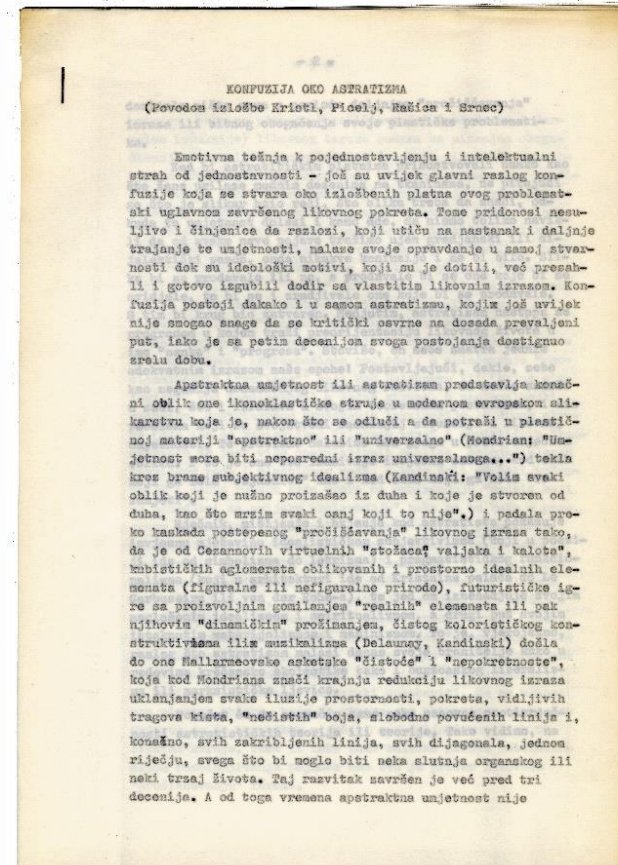 KONFUZIJA OKO ASTRATIZMA
(Povodom izložbe Kristl, Picelj, Rašica i Srnec)
Emotivna težnja k pojednostavljenju i intelektualni
strah od jednostavnosti - još su uvijek glavni razlog kon-
fuzije koja se stvara oko izložbenih platna ovog problemat-
ski uglavnom završenog likovnog pokreta. Tome pridonosi nesu-
ljivo i činjenica da razlozi, koji utiču na nastanak i daljnje
trajanje te umjetnosti, nalaze svoje opravdanje u samoj stvar-
nosti dok su ideološki motivi, koji su je dotili, već presah-
li i gotovo izgubili dodir sa vlastitim likovnim izrazom. Kon-
fuzija postoji dakako i u samom astratizmu, kojix još uvijek
nije smogao snage da se kritički osvrne na dosada prevaljeni
put, iako je sa petim decenijem svoga postojanja dostignuo
zrelu dobu.
Apstraktna umjetnost ili astratizam predstavlja konač-
ni oblik one ikonoklastičke struje u modernom evropskom sli-
karstvu koja je, nakon što se odluči a da potraži u plastič-
noj materiji "apstraktno" ili "univerzalno" (Mondrian: "Um-
jetnost mora biti neposredni izraz univerzalnoga...") tekla
kroz brane subjektivnog idealizma (Kandinski: "Volim svaki
oblik koji je nužno proizašao iz duha i koje je stvoren od
duha, kao što mrzim svaki oanj koji to nije".) i padala pre-
ko kaskada postepenog "pročišćavanja" likovnog izraza tako,
da je od Cezannovih virtuelnih "stožaca, valjaka i kalota",
kubističkih aglomerata oblikovanih i prostorno idealnih ele-
menata (figuralne ili nefiguralne prirode), futurističke ig-
re sa proizvoljnim gomilanjem "realnih" elemenata ili pak
njihovim "dinamičkim" prožimanjem, čistog kolorističkog kon-
struktivisma ilix muzikalizma (Delaunay, Kandinski) došla
do one Mallarmeovske asketske "čistoće" i "nepokretnoste",
koja kod Mondriana znači krajnju redukciju likovnog izraza
uklanjanjem svake iluzije prostornosti, pokreta, vidljivih
tragova kista, "nečistih" boja, slobodno povučenih linija i,
konačno, svih zakribljenih linija, svih dijagonala, jednom
riječju, svega što bi moglo biti neka slutnja organskog ili
neki trzaj života. Taj razvitak završen je već pred tri
decenija. A od toga vremena apstraktna umjetnost nije